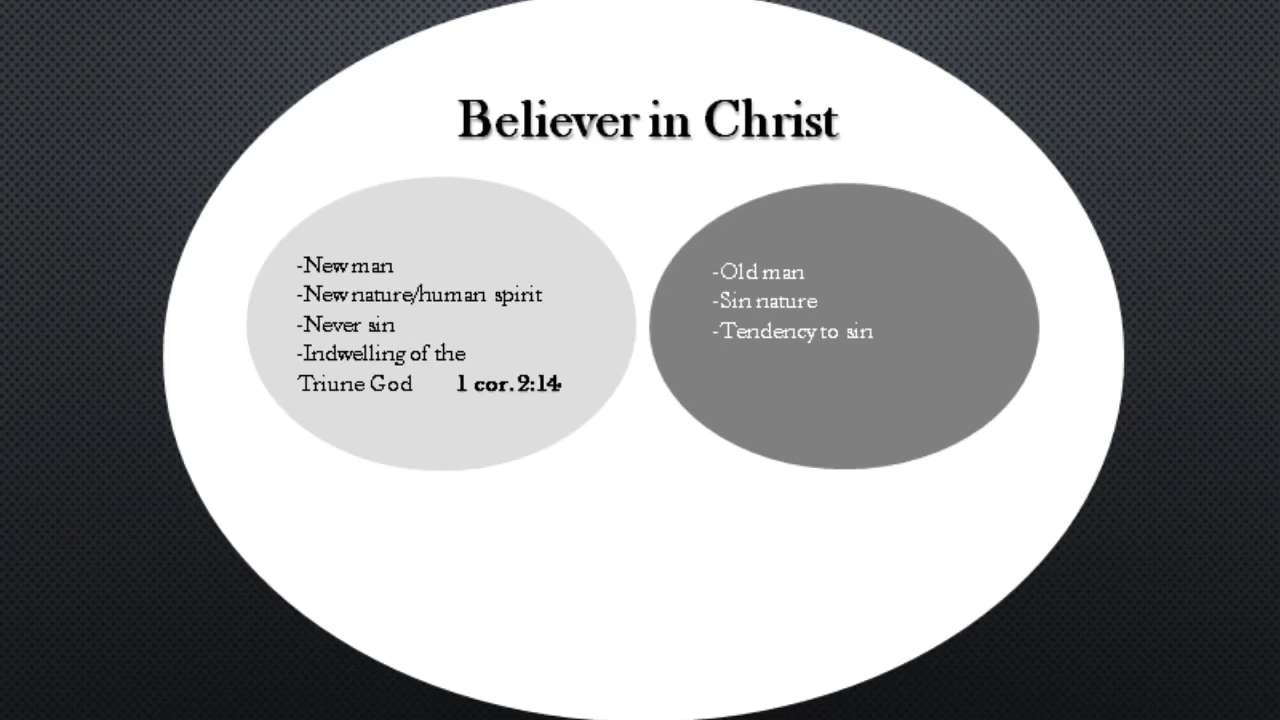 Believer in Christ
-New man
-New nature/human spirit
-Never sin
-Indwelling of the
Triune God 1 cor. 2:14
-Old man
-Sin nature
-Tendency to sin